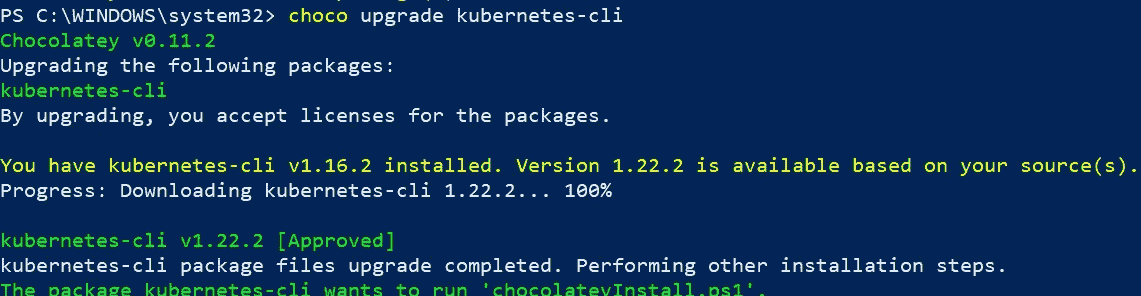 PS C:\WINDOWS\system32> choco upgrade kubernetes-cli
Chocolatey v0.11.2
Upgrading the following packages:
kubernetes-cli
By upgrading, you accept licenses for the packages.
You have kubernetes-cli v1.16.2 installed. Version 1.22.2 is available based on your source(s).
Progress: Downloading kubernetes-cli 1.22.2... 100%
kubernetes-cli v1.22.2 [Approved]
kubernetes-cli package files upgrade completed. Performing other installation steps.
The package kubernetes-cli wants to run 'chocolateyInstall.ps1'.